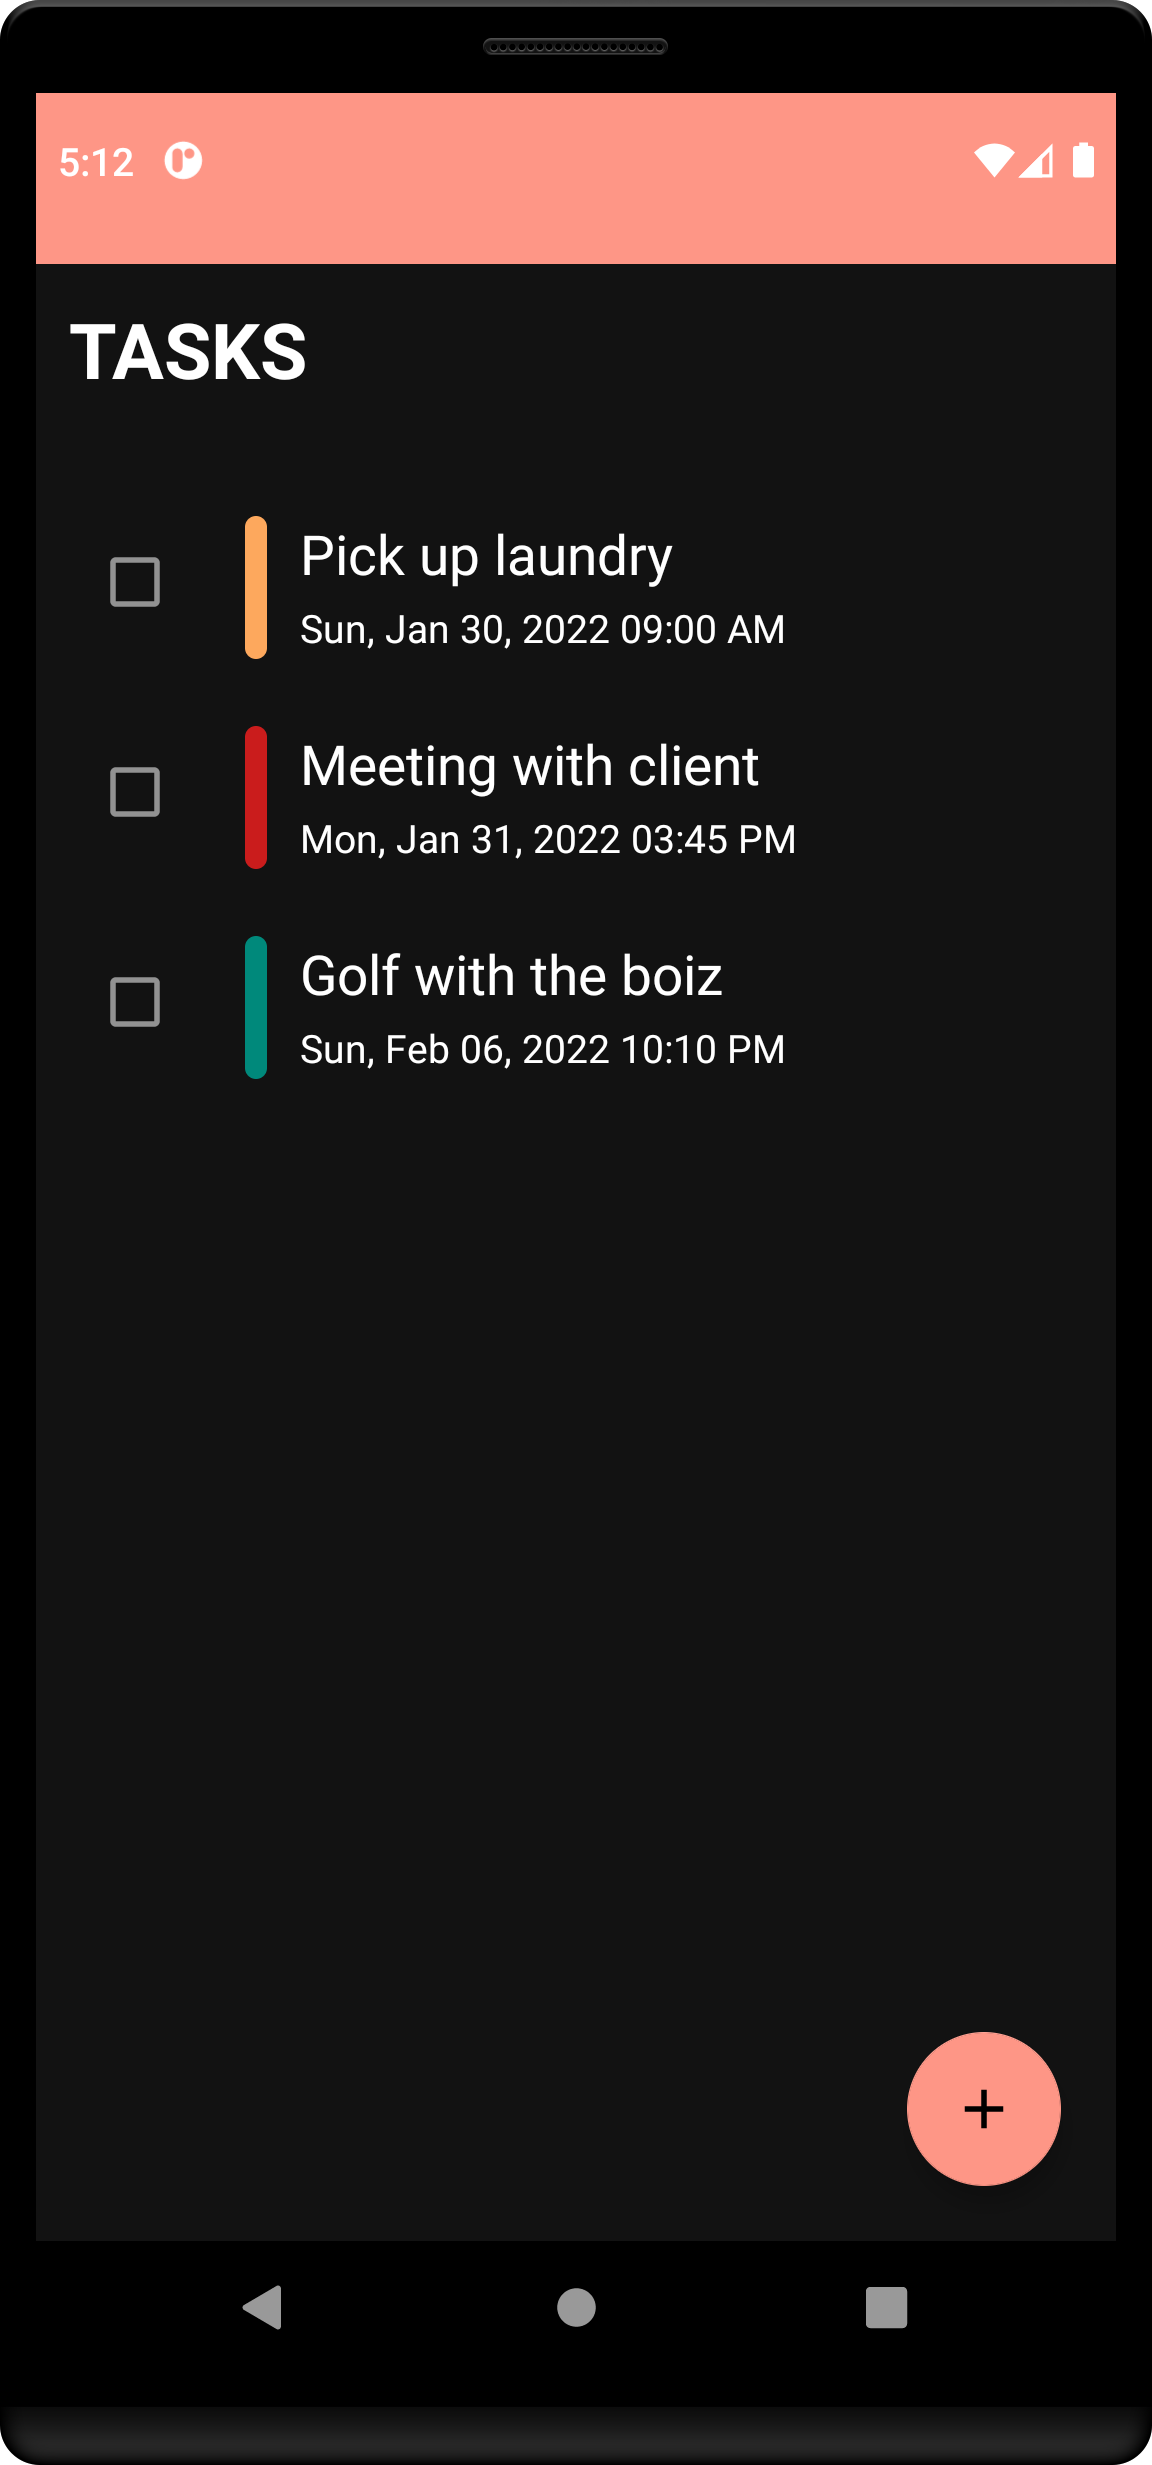 5:12
TASKS
Pick up laundry
Sun, Jan 30, 2022 09:00 AM
Meeting with client
Mon, Jan 31, 2022 03:45 PM
Golf with the boiz
Sun, Feb 06, 2022 10:10 PM